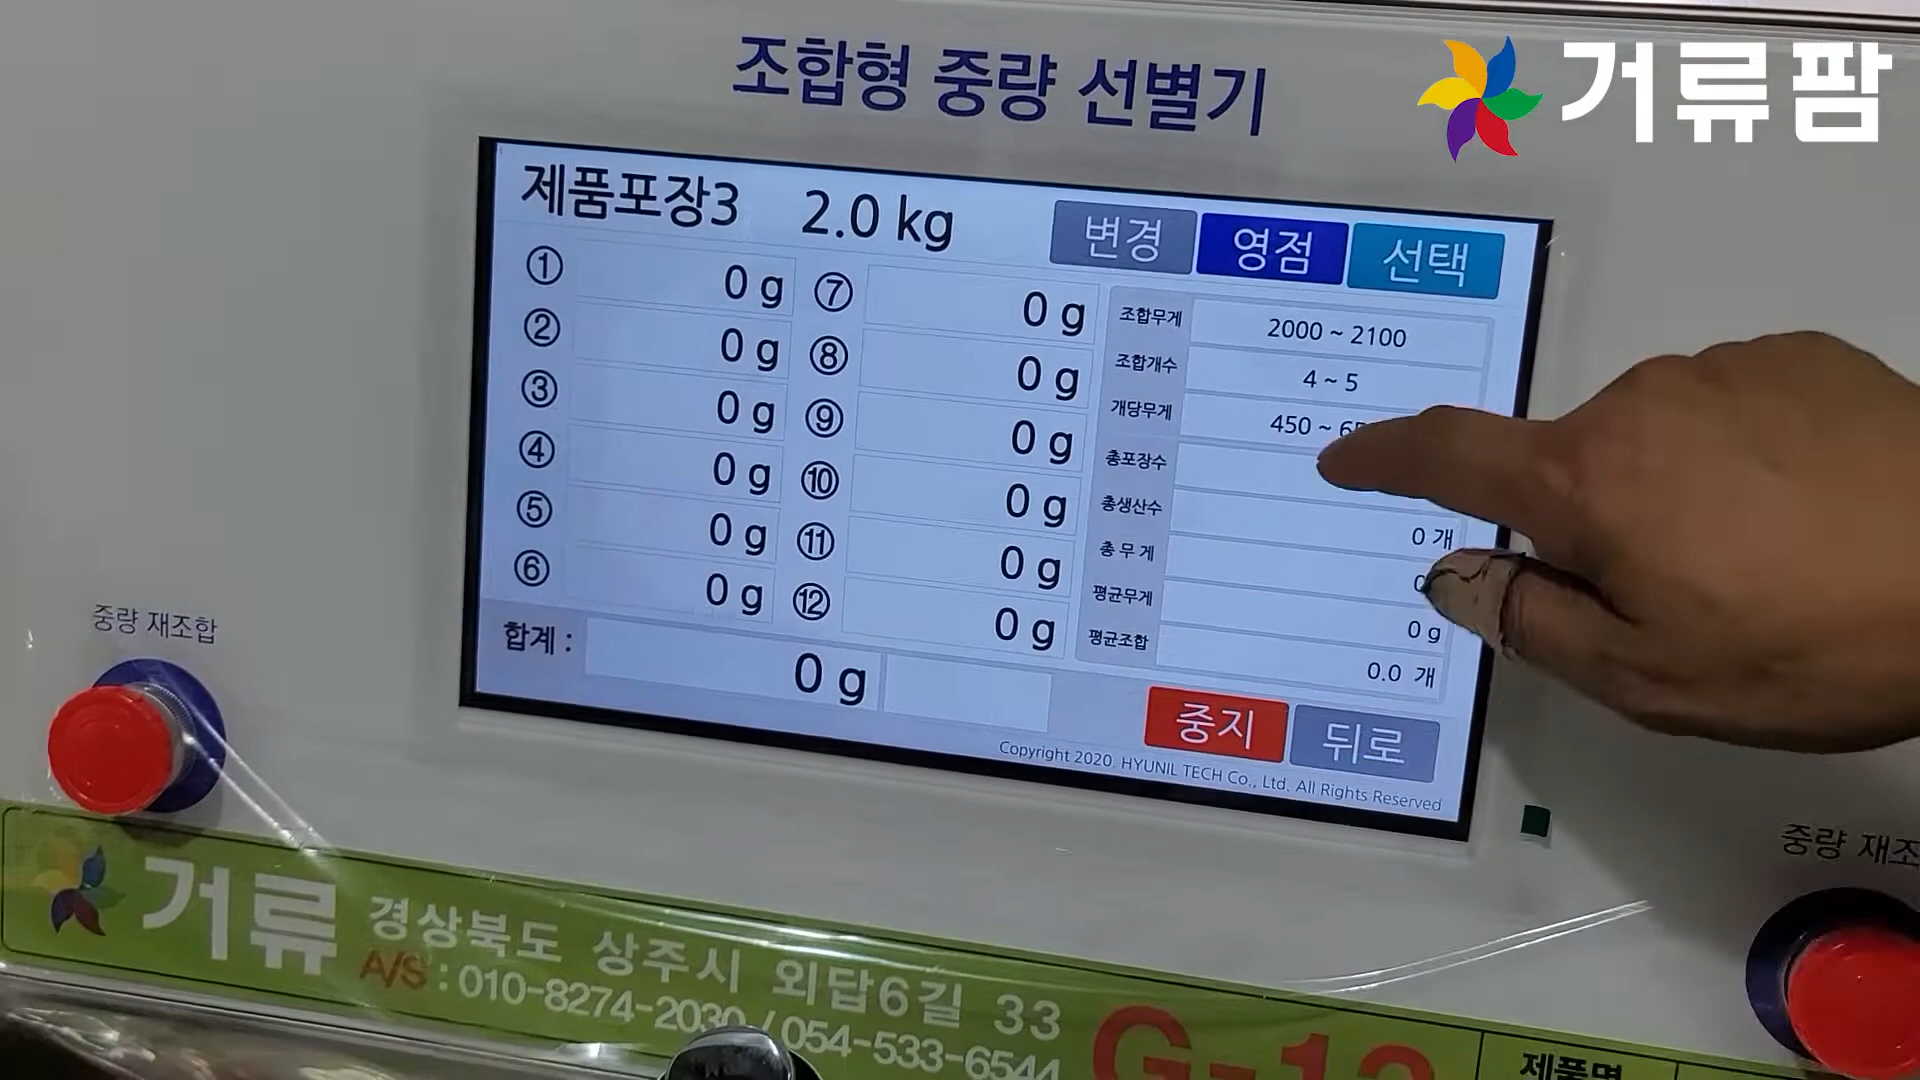 조합형 중량 선별기
거류팜
제품포장3 2.0 kg
변경 영점 선택
① 0 g ⑦ 0 g
② 0 g ⑧ 0 g
③ 0 g ⑨ 0 g
④ 0 g ⑩ 0 g
⑤ 0 g ⑪ 0 g
⑥ 0 g ⑫ 0 g
조합무게 2000 ~ 2100
조합개수 4 ~ 5
개당무게 450 ~
총포장수
총생산수 0 개
총 무 게
평균무게 0 g
평균조합 0.0 개
합계 : 0 g
중지 뒤로
Copyright 2020. HYUNIL TECH Co., Ltd. All Rights Reserved
중량 재조합
중량 재조
거류 경상북도 상주시 외답6길 33
A/S : 010-8274-2030 / 054-533-6544
G-12
제품명